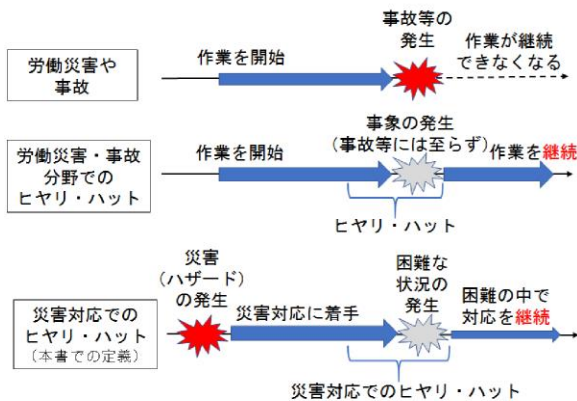 労働災害や
事故
作業を開始
事故等の
発生
作業が継続
できなくなる
労働災害・事故
分野での
ヒヤリ・ハット
作業を開始
事象の発生
(事故等には至らず)
作業を継続
ヒヤリ・ハット
災害対応での
ヒヤリ・ハット
(本書での定義)
災害
(ハザード)
の発生
災害対応に着手
困難な
状況の
発生
困難の中で
対応を継続
災害対応でのヒヤリ・ハット